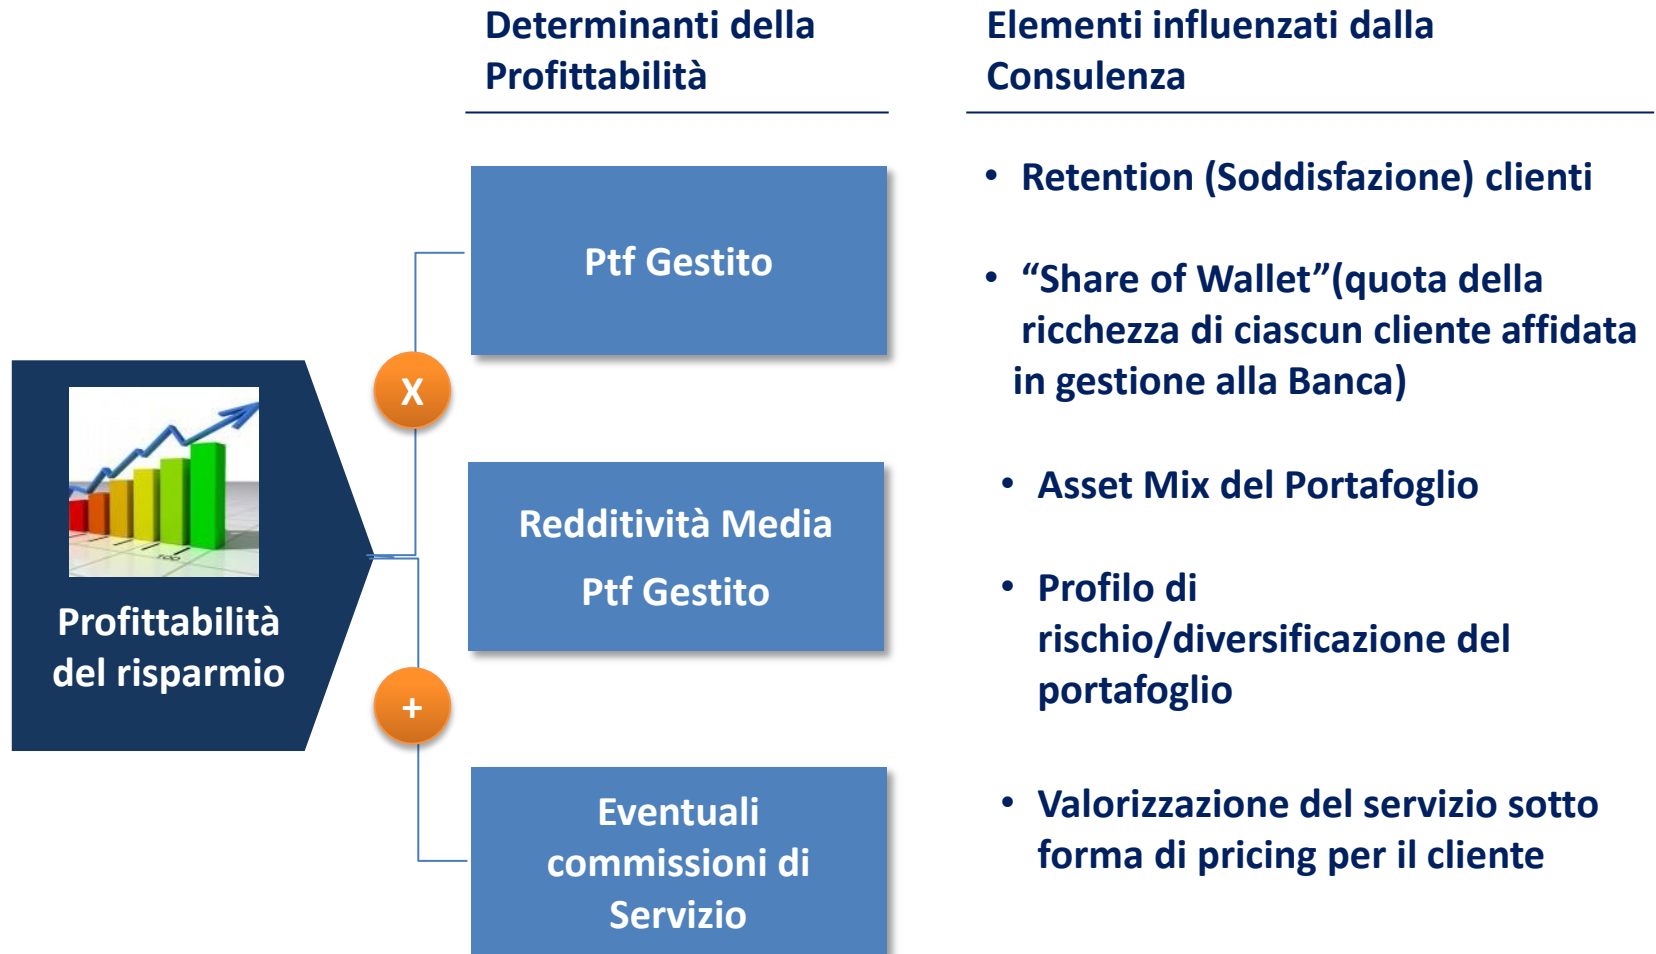 Determinanti della
Profittabilità
Elementi influenzati dalla
Consulenza
Ptf Gestito
• Retention (Soddisfazione) clienti
• “Share of Wallet”(quota della
ricchezza di ciascun cliente affidata
in gestione alla Banca)
X
Profittabilità
del risparmio
Redditività Media
Ptf Gestito
• Asset Mix del Portafoglio
• Profilo di
rischio/diversificazione del
portafoglio
+
Eventuali
commissioni di
Servizio
• Valorizzazione del servizio sotto
forma di pricing per il cliente